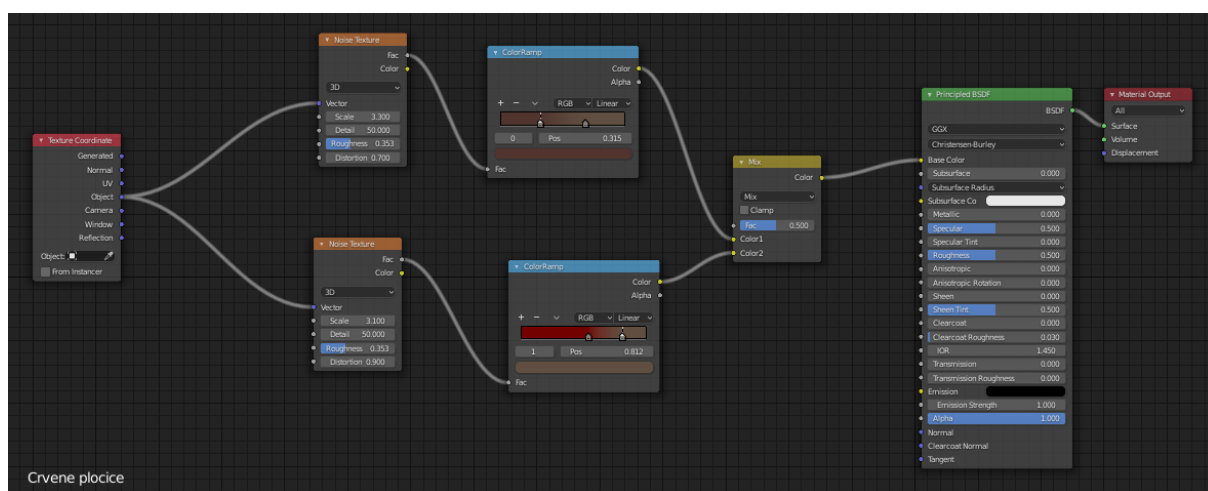 Texture Coordinate
Generated
Normal
UV
Object
Camera
Window
Reflection
Object:
From Instancer
Noise Texture
Fac
Color
3D
Vector
Scale 3.300
Detail 50.000
Roughness 0.353
Distortion 0.700
Noise Texture
Fac
Color
3D
Vector
Scale 3.100
Detail 50.000
Roughness 0.353
Distortion 0.900
ColorRamp
Color
Alpha
+ − RGB Linear
0 Pos 0.315
Fac
ColorRamp
Color
Alpha
+ − RGB Linear
1 Pos 0.812
Fac
Mix
Color
Mix
Clamp
Fac 0.500
Color1
Color2
Principled BSDF
BSDF
GGX
Christensen-Burley
Base Color
Subsurface 0.000
Subsurface Radius
Subsurface Co
Metallic 0.000
Specular 0.500
Specular Tint 0.000
Roughness 0.500
Anisotropic 0.000
Anisotropic Rotation 0.000
Sheen 0.000
Sheen Tint 0.500
Clearcoat 0.000
Clearcoat Roughness 0.030
IOR 1.450
Transmission 0.000
Transmission Roughness 0.000
Emission
Emission Strength 1.000
Alpha 1.000
Normal
Clearcoat Normal
Tangent
Material Output
All
Surface
Volume
Displacement
Crvene plocice